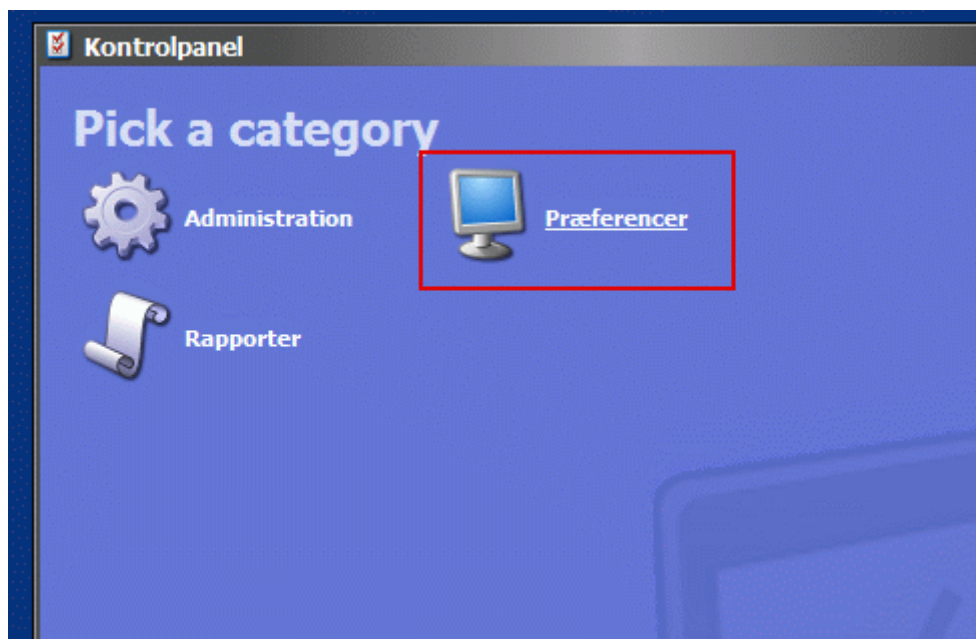 Kontrolpanel
Pick a category
Administration
Præferencer
Rapporter